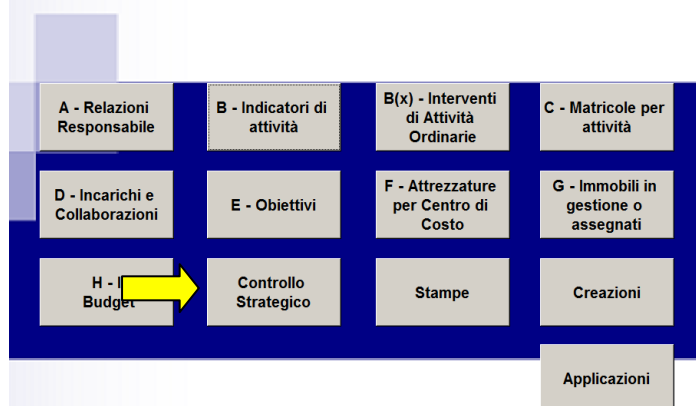 A - Relazioni
Responsabile
B - Indicatori di
attività
B(x) - Interventi
di Attività
Ordinarie
C - Matricole per
attività
D - Incarichi e
Collaborazioni
E - Obiettivi
F - Attrezzature
per Centro di
Costo
G - Immobili in
gestione o
assegnati
H -
Budget
Controllo
Strategico
Stampe
Creazioni
Applicazioni